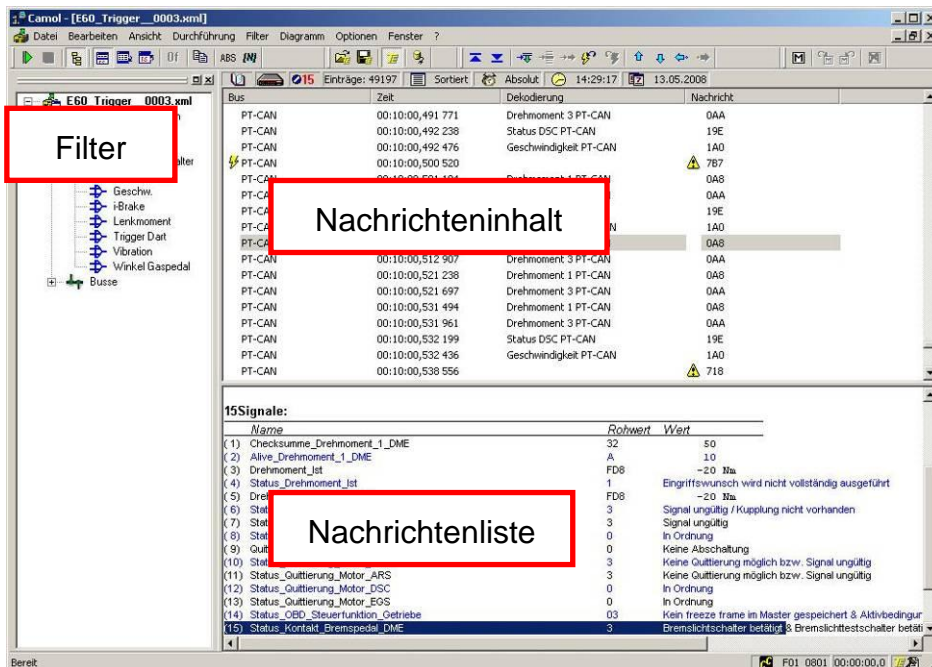 Camol - [E60_Trigger__0003.xml]
Datei Bearbeiten Ansicht Durchführung Filter Diagramm Optionen Fenster ?
ABS
Einträge: 49197 Sortiert Absolut 14:29:17 13.05.2008
E60 Trigger 0003.xml
Filter
Geschw.
i-Brake
Lenkmoment
Trigger Dart
Vibration
Winkel Gaspedal
Busse
Bus Zeit Dekodierung Nachricht
PT-CAN 00:10:00,491 771 Drehmoment 3 PT-CAN 0AA
PT-CAN 00:10:00,492 238 Status DSC PT-CAN 19E
PT-CAN 00:10:00,492 476 Geschwindigkeit PT-CAN 1A0
PT-CAN 00:10:00,500 520 7B7
PT-CAN 0A8
0AA
19E
1A0
0A8
Nachrichteninhalt
PT-CAN 00:10:00,512 907 Drehmoment 3 PT-CAN 0AA
PT-CAN 00:10:00,521 238 Drehmoment 1 PT-CAN 0A8
PT-CAN 00:10:00,521 697 Drehmoment 3 PT-CAN 0AA
PT-CAN 00:10:00,531 494 Drehmoment 1 PT-CAN 0A8
PT-CAN 00:10:00,531 961 Drehmoment 3 PT-CAN 0AA
PT-CAN 00:10:00,532 199 Status DSC PT-CAN 19E
PT-CAN 00:10:00,532 436 Geschwindigkeit PT-CAN 1A0
PT-CAN 00:10:00,538 556 718
15Signale:
Name Rohwert Wert
( 1) Checksumme_Drehmoment_1_DME 32 50
( 2) Alive_Drehmoment_1_DME A 10
( 3) Drehmoment_Ist FD8 -20 Nm
( 4) Status_Drehmoment_Ist 1 Eingriffswunsch wird nicht vollständig ausgeführt
( 5) FD8 -20 Nm
( 6) 3 Signal ungültig / Kupplung nicht vorhanden
( 7) 3 Signal ungültig
( 8) 0 In Ordnung
( 9) 0 Keine Abschaltung
Nachrichtenliste
(10) 3 Keine Quittierung möglich bzw. Signal ungültig
(11) Status_Quittierung_Motor_ARS 3 Keine Quittierung möglich bzw. Signal ungültig
(12) Status_Quittierung_Motor_DSC 0 In Ordnung
(13) Status_Quittierung_Motor_EGS 0 In Ordnung
(14) Status_OBD_Steuerfunktion_Getriebe 03 Kein freeze frame im Master gespeichert & Aktivbedingur
(15) Status_Kontakt_Bremspedal_DME 3 Bremslichtschalter betätigt & Bremslichttestschalter betäti
Bereit F01 0801 00:00:00.0